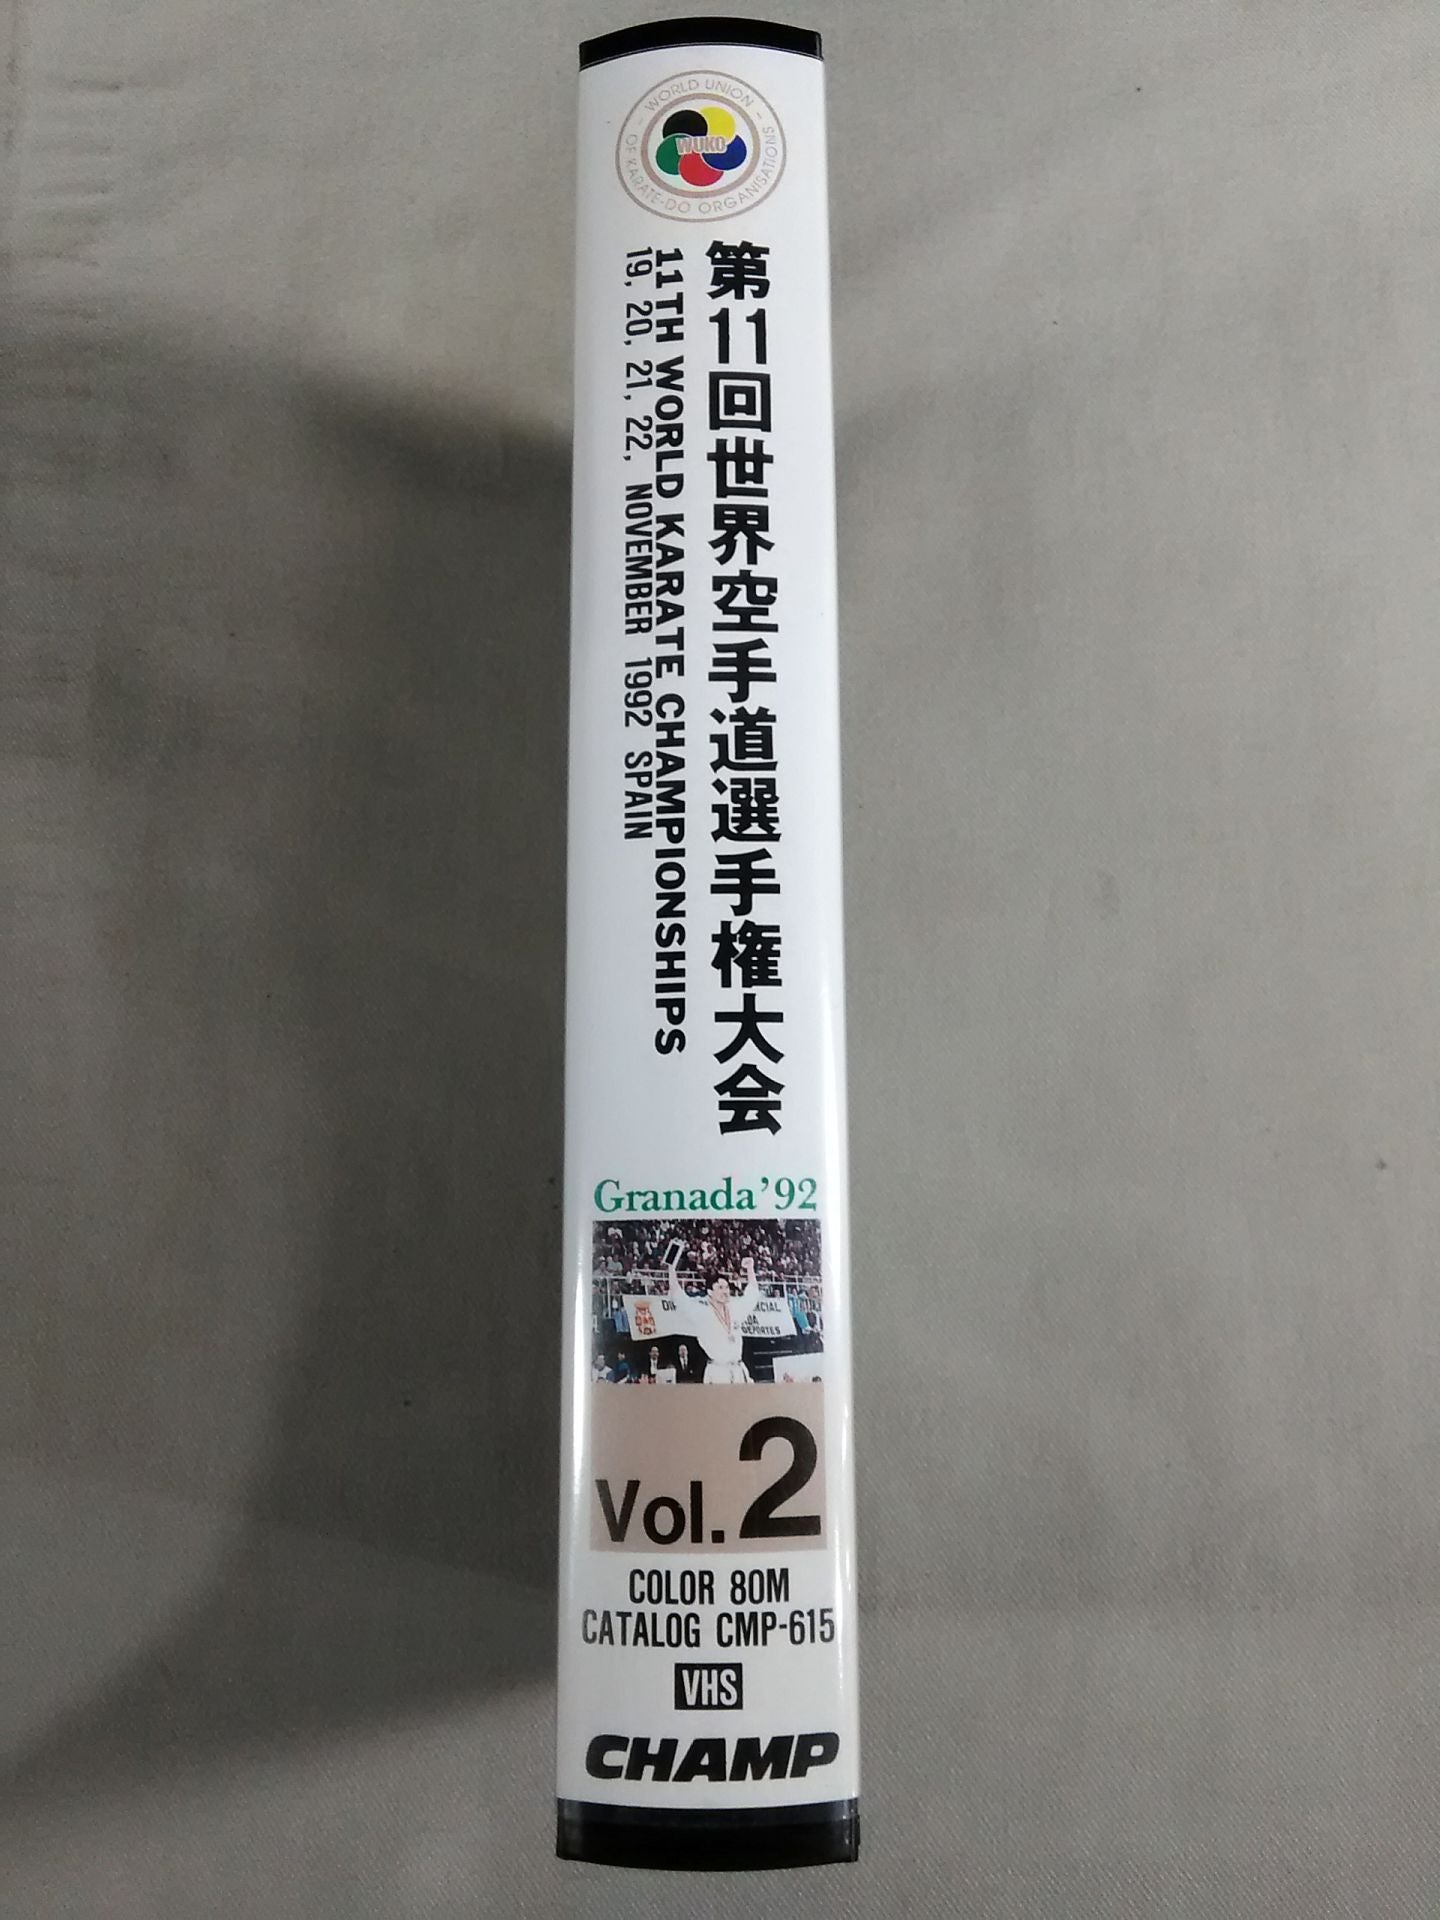 WORLD UNION
OF KARATE-DO ORGANISATIONS
WUKO
第11回世界空手道選手権大会
11TH WORLD KARATE CHAMPIONSHIPS
19, 20, 21, 22, NOVEMBER 1992 SPAIN
Granada'92
Vol.2
COLOR 80M
CATALOG CMP-615
VHS
CHAMP